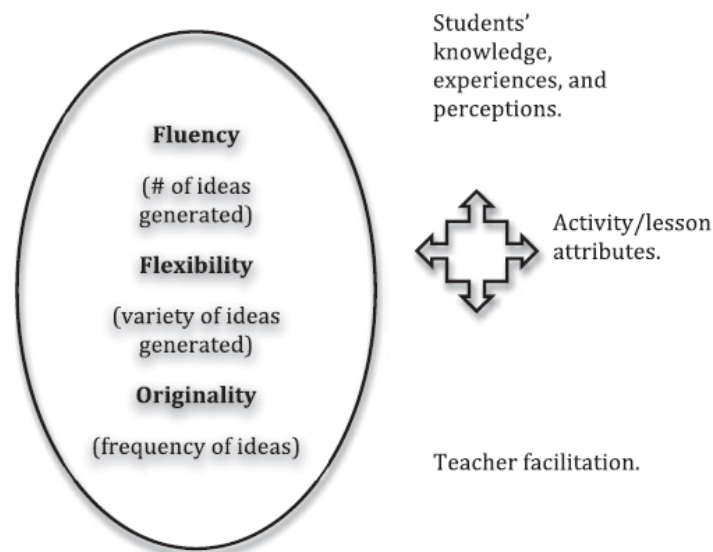 Fluency
(# of ideas
generated)
Flexibility
(variety of ideas
generated)
Originality
(frequency of ideas)
Students’
knowledge,
experiences, and
perceptions.
Activity/lesson
attributes.
Teacher facilitation.